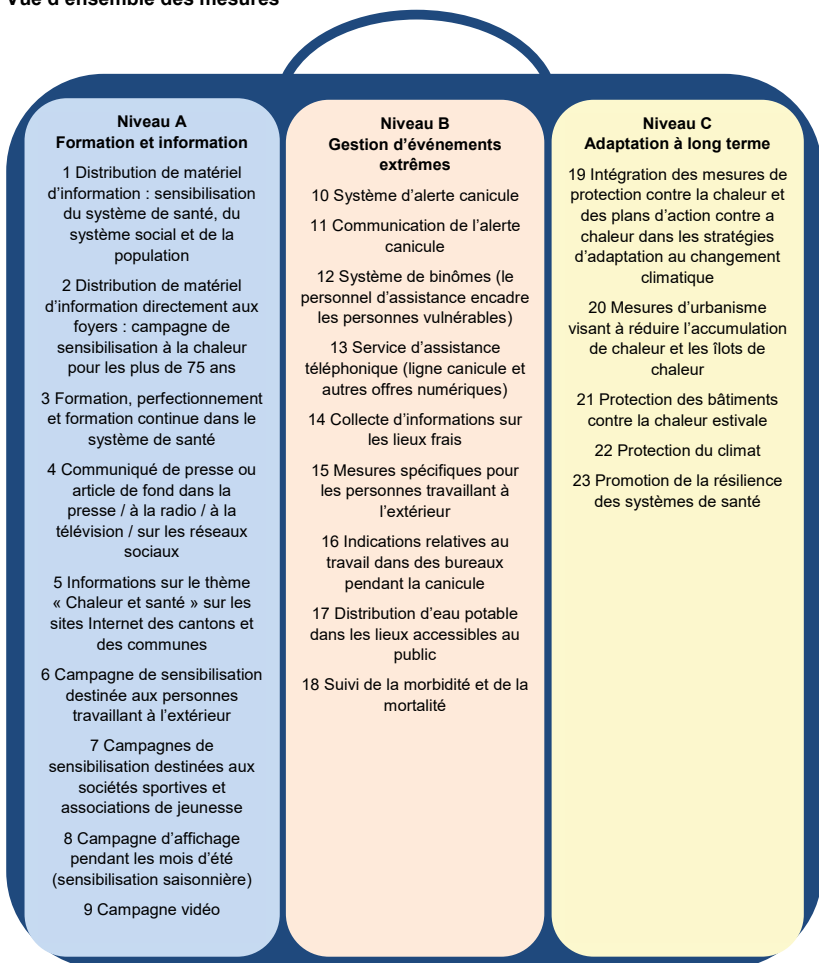 Vue d'ensemble des mesures
Niveau A
Formation et information
1 Distribution de matériel
d'information : sensibilisation
du système de santé, du
système social et de la
population
2 Distribution de matériel
d'information directement aux
foyers : campagne de
sensibilisation à la chaleur
pour les plus de 75 ans
3 Formation, perfectionnement
et formation continue dans le
système de santé
4 Communiqué de presse ou
article de fond dans la
presse / à la radio / à la
télévision / sur les réseaux
sociaux
5 Informations sur le thème
« Chaleur et santé » sur les
sites Internet des cantons et
des communes
6 Campagne de sensibilisation
destinée aux personnes
travaillant à l'extérieur
7 Campagnes de
sensibilisation destinées aux
sociétés sportives et
associations de jeunesse
8 Campagne d'affichage
pendant les mois d'été
(sensibilisation saisonnière)
9 Campagne vidéo
Niveau B
Gestion d'événements
extrêmes
10 Système d'alerte canicule
11 Communication de l'alerte
canicule
12 Système de binômes (le
personnel d'assistance encadre
les personnes vulnérables)
13 Service d'assistance
téléphonique (ligne canicule et
autres offres numériques)
14 Collecte d'informations sur
les lieux frais
15 Mesures spécifiques pour
les personnes travaillant à
l'extérieur
16 Indications relatives au
travail dans des bureaux
pendant la canicule
17 Distribution d'eau potable
dans les lieux accessibles au
public
18 Suivi de la morbidité et de la
mortalité
Niveau C
Adaptation à long terme
19 Intégration des mesures de
protection contre la chaleur et
des plans d'action contre a
chaleur dans les stratégies
d'adaptation au changement
climatique
20 Mesures d'urbanisme
visant à réduire l'accumulation
de chaleur et les îlots de
chaleur
21 Protection des bâtiments
contre la chaleur estivale
22 Protection du climat
23 Promotion de la résilience
des systèmes de santé